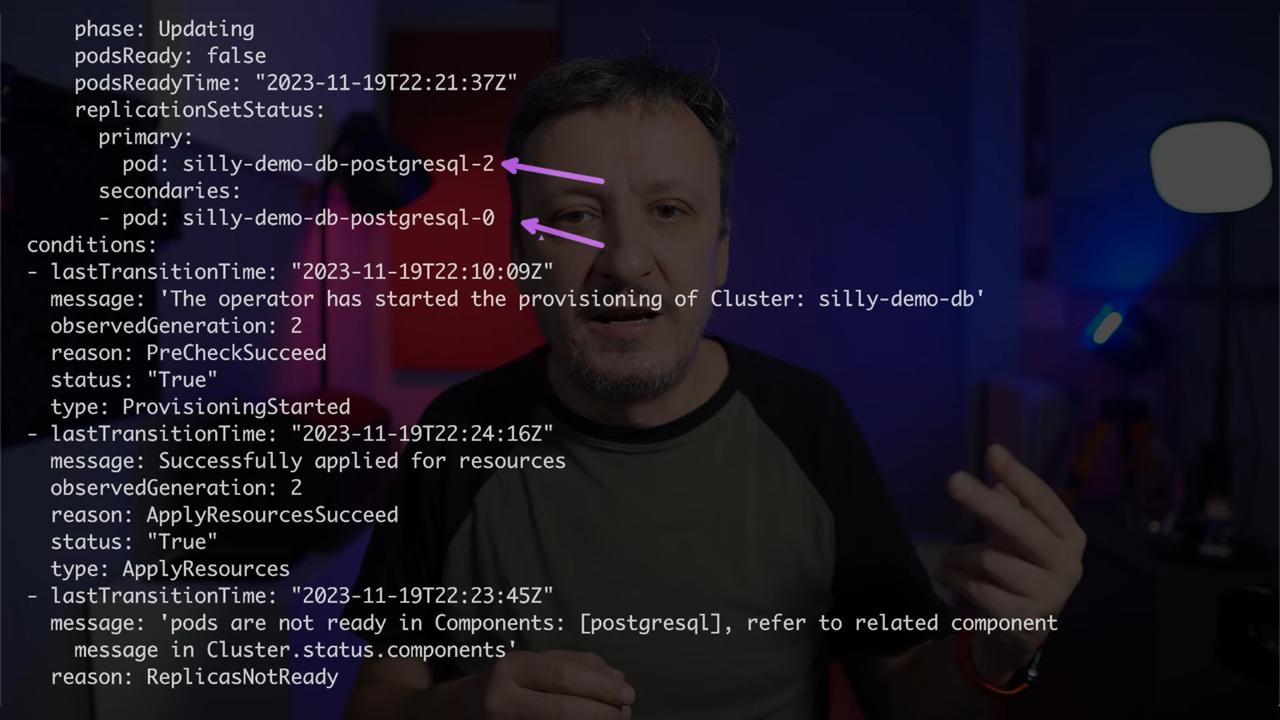 phase: Updating
podsReady: false
podsReadyTime: "2023-11-19T22:21:37Z"
replicationSetStatus:
primary:
pod: silly-demo-db-postgresql-2
secondaries:
- pod: silly-demo-db-postgresql-0
conditions:
- lastTransitionTime: "2023-11-19T22:10:09Z"
message: 'The operator has started the provisioning of Cluster: silly-demo-db'
observedGeneration: 2
reason: PreCheckSucceed
status: "True"
type: ProvisioningStarted
- lastTransitionTime: "2023-11-19T22:24:16Z"
message: Successfully applied for resources
observedGeneration: 2
reason: ApplyResourcesSucceed
status: "True"
type: ApplyResources
- lastTransitionTime: "2023-11-19T22:23:45Z"
message: 'pods are not ready in Components: [postgresql], refer to related component
message in Cluster.status.components'
reason: ReplicasNotReady